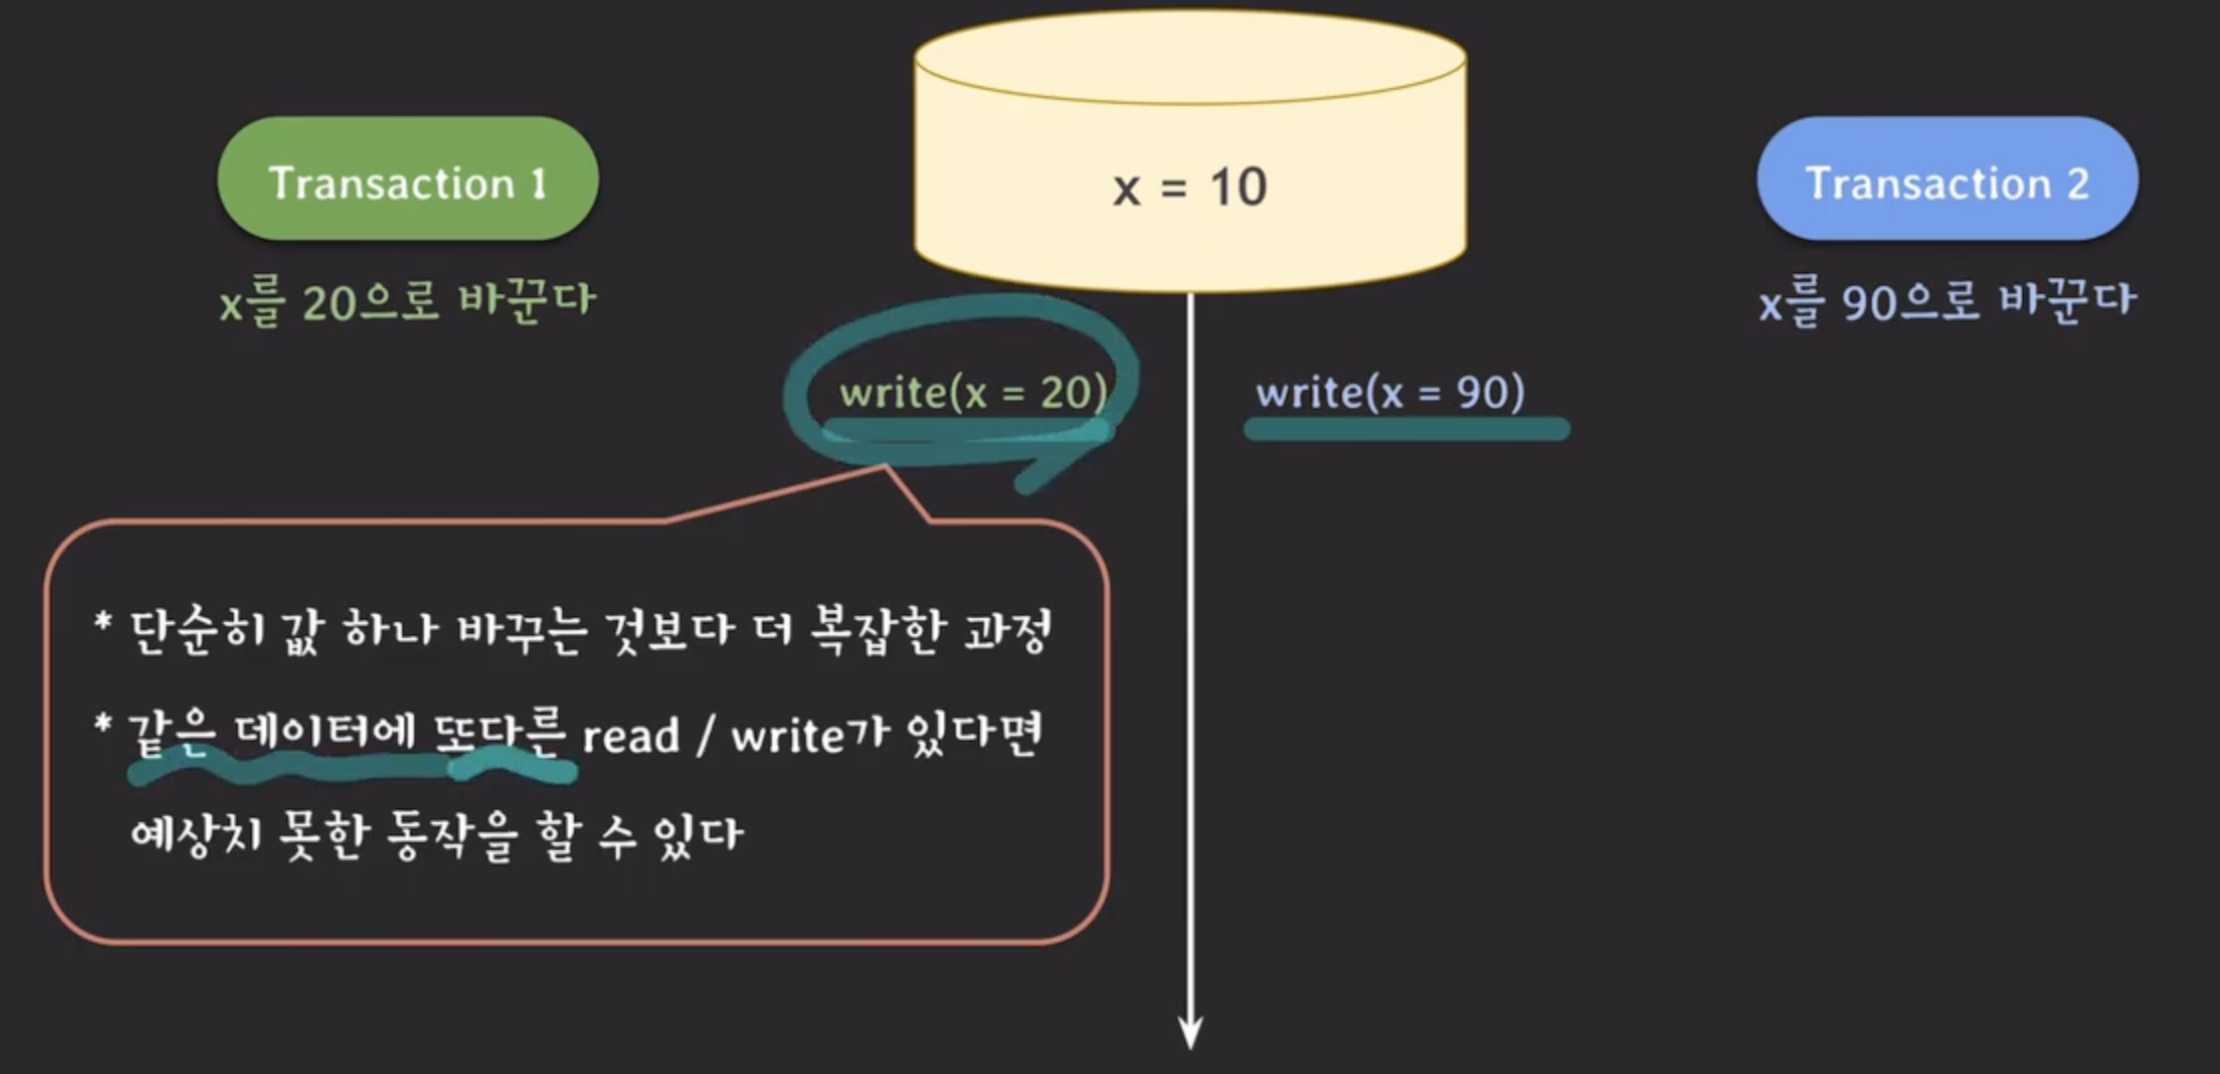 Transaction 1
x = 10
Transaction 2
x를 20으로 바꾼다
x를 90으로 바꾼다
write(x = 20)
write(x = 90)
* 단순히 값 하나 바꾸는 것보다 더 복잡한 과정
* 같은 데이터에 또다른 read / write가 있다면
예상치 못한 동작을 할 수 있다